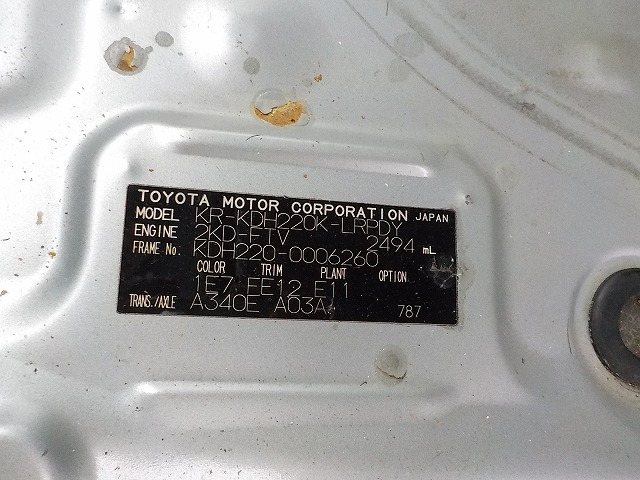 TOYOTA MOTOR CORPORATION JAPAN
MODEL KR-KDH220K-LRPDY
ENGINE 2KD-FTV 2494 mL
FRAME No. KDH220-0006260
COLOR TRIM PLANT OPTION
1E7 FE12 F11
TRANS./AXLE A340E A03A
787